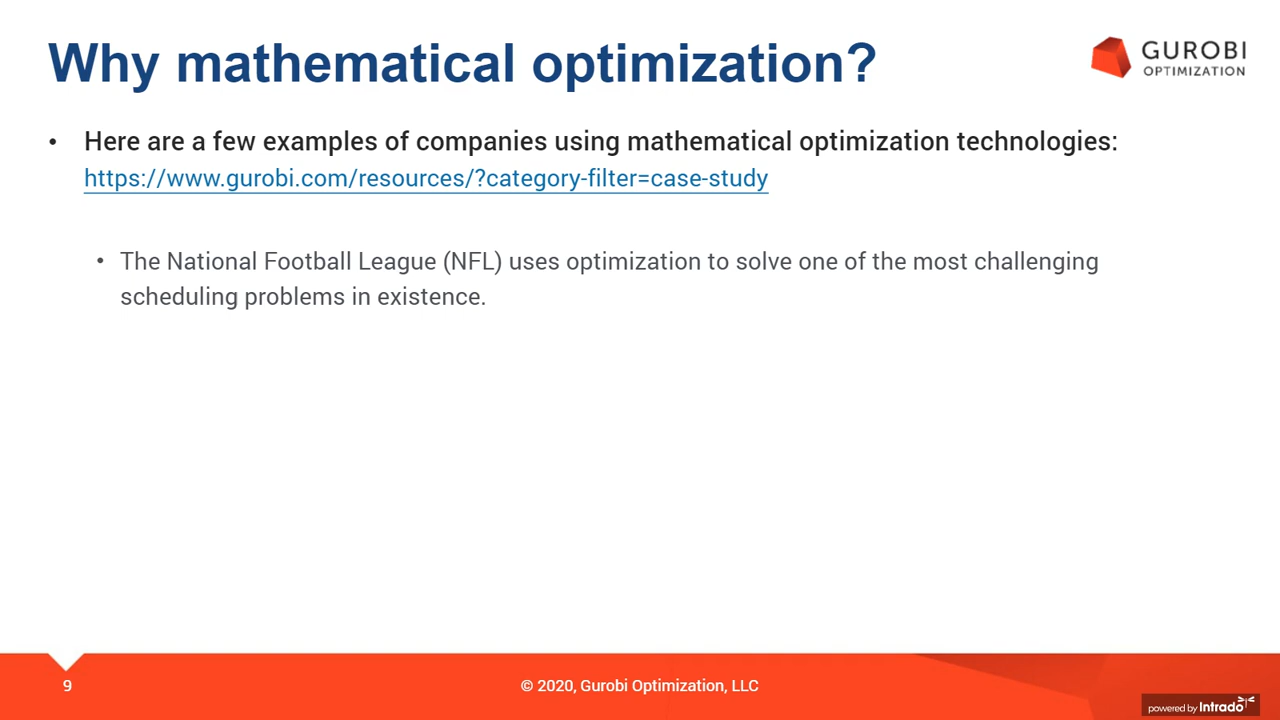 Why mathematical optimization?
GUROBI
OPTIMIZATION
• Here are a few examples of companies using mathematical optimization technologies:
https://www.gurobi.com/resources/?category-filter=case-study
• The National Football League (NFL) uses optimization to solve one of the most challenging
scheduling problems in existence.
9
© 2020, Gurobi Optimization, LLC
powered by Intrado